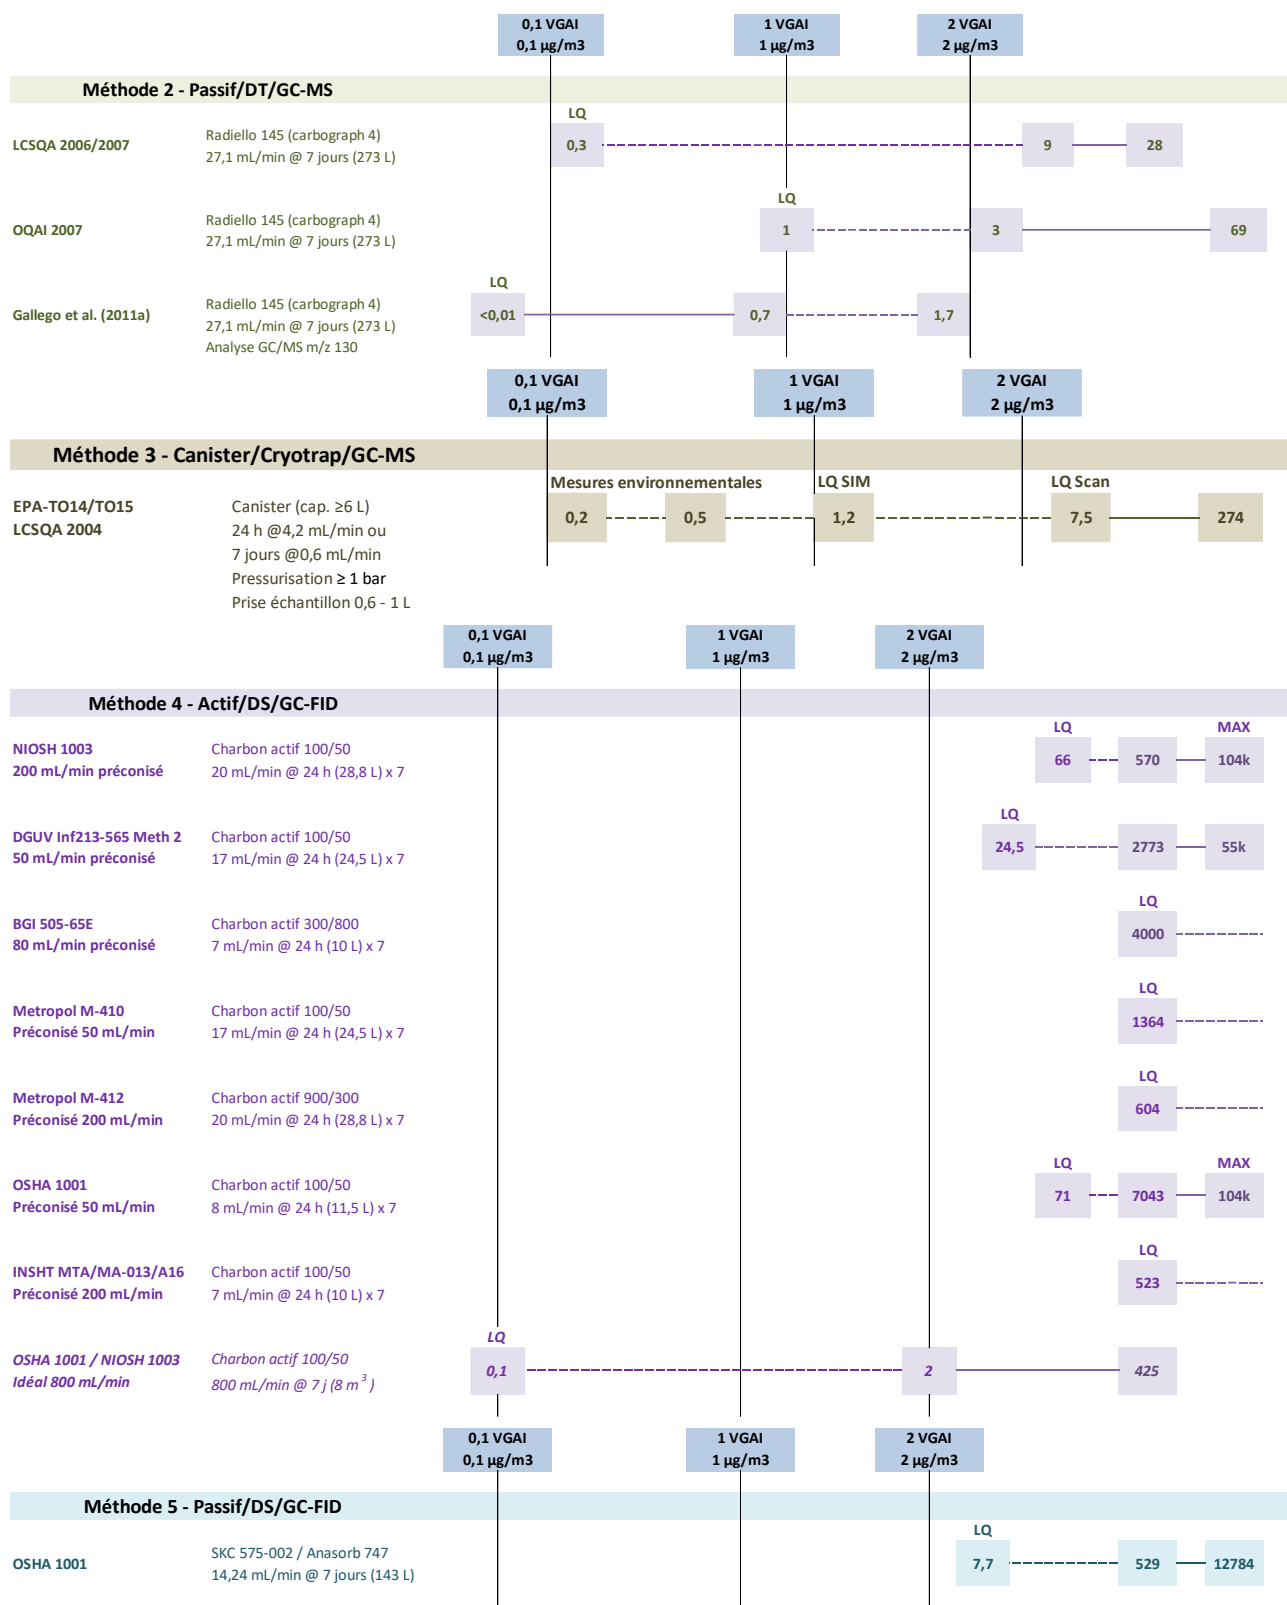 0,1 VGAI
0,1 µg/m3
1 VGAI
1 µg/m3
2 VGAI
2 µg/m3
Méthode 2 - Passif/DT/GC-MS
LQ
LCSQA 2006/2007
Radiello 145 (carbograph 4)
27,1 mL/min @ 7 jours (273 L)
0,3
9
28
LQ
OQAI 2007
Radiello 145 (carbograph 4)
27,1 mL/min @ 7 jours (273 L)
1
3
69
LQ
Gallego et al. (2011a)
Radiello 145 (carbograph 4)
27,1 mL/min @ 7 jours (273 L)
Analyse GC/MS m/z 130
<0,01
0,7
1,7
0,1 VGAI
0,1 µg/m3
1 VGAI
1 µg/m3
2 VGAI
2 µg/m3
Méthode 3 - Canister/Cryotrap/GC-MS
Mesures environnementales
LQ SIM
LQ Scan
EPA-TO14/TO15
LCSQA 2004
Canister (cap. ≥6 L)
24 h @4,2 mL/min ou
7 jours @0,6 mL/min
Pressurisation ≥ 1 bar
Prise échantillon 0,6 - 1 L
0,2
0,5
1,2
7,5
274
0,1 VGAI
0,1 µg/m3
1 VGAI
1 µg/m3
2 VGAI
2 µg/m3
Méthode 4 - Actif/DS/GC-FID
LQ
MAX
NIOSH 1003
200 mL/min préconisé
Charbon actif 100/50
20 mL/min @ 24 h (28,8 L) x 7
66
570
104k
LQ
DGUV Inf213-565 Meth 2
50 mL/min préconisé
Charbon actif 100/50
17 mL/min @ 24 h (24,5 L) x 7
24,5
2773
55k
LQ
BGI 505-65E
80 mL/min préconisé
Charbon actif 300/800
7 mL/min @ 24 h (10 L) x 7
4000
LQ
Metropol M-410
Préconisé 50 mL/min
Charbon actif 100/50
17 mL/min @ 24 h (24,5 L) x 7
1364
LQ
Metropol M-412
Préconisé 200 mL/min
Charbon actif 900/300
20 mL/min @ 24 h (28,8 L) x 7
604
LQ
MAX
OSHA 1001
Préconisé 50 mL/min
Charbon actif 100/50
8 mL/min @ 24 h (11,5 L) x 7
71
7043
104k
LQ
INSHT MTA/MA-013/A16
Préconisé 200 mL/min
Charbon actif 100/50
7 mL/min @ 24 h (10 L) x 7
523
LQ
OSHA 1001 / NIOSH 1003
Idéal 800 mL/min
Charbon actif 100/50
800 mL/min @ 7 j (8 m³ )
0,1
2
425
0,1 VGAI
0,1 µg/m3
1 VGAI
1 µg/m3
2 VGAI
2 µg/m3
Méthode 5 - Passif/DS/GC-FID
LQ
OSHA 1001
SKC 575-002 / Anasorb 747
14,24 mL/min @ 7 jours (143 L)
7,7
529
12784